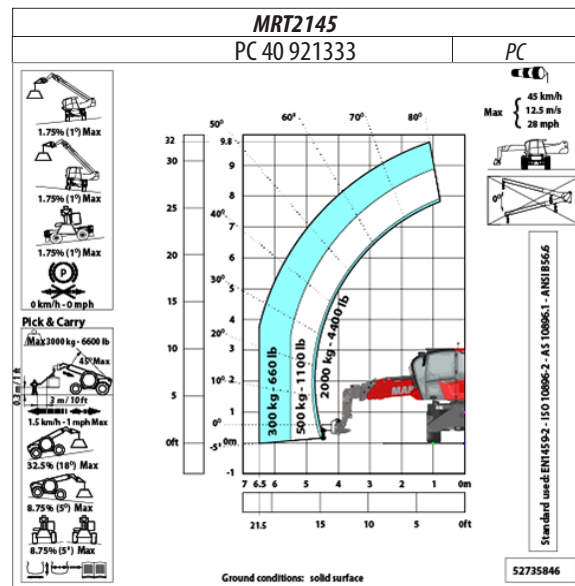 MRT2145
PC 40 921333
PC
1.75% (1°) Max
1.75% (1°) Max
1.75% (1°) Max
P
0 km/h - 0 mph
Pick & Carry
Max 3000 kg - 6600 lb
45° Max
0.3 m / 1 ft
3 m / 10 ft
1.5 km/h - 1 mph Max
32.5% (18°) Max
8.75% (5°) Max
8.75% (5°) Max
50°
60°
70°
80°
40°
30°
20°
10°
0°
-5°
32
30
25
20
15
10
5
0ft
9.8
9
8
7
6
5
4
3
2
1
0m
-1
300 kg - 660 lb
500 kg - 1100 lb
2000 kg - 4400 lb
MAN
7 6.5 6 5 4 3 2 1 0m
21.5 15 10 5 0ft
Ground conditions: solid surface
Max
45 km/h
12.5 m/s
28 mph
0°
Standard used: EN1459-2 - ISO 10896-2 - AS 10896.1 - ANSI B56.6
52735846